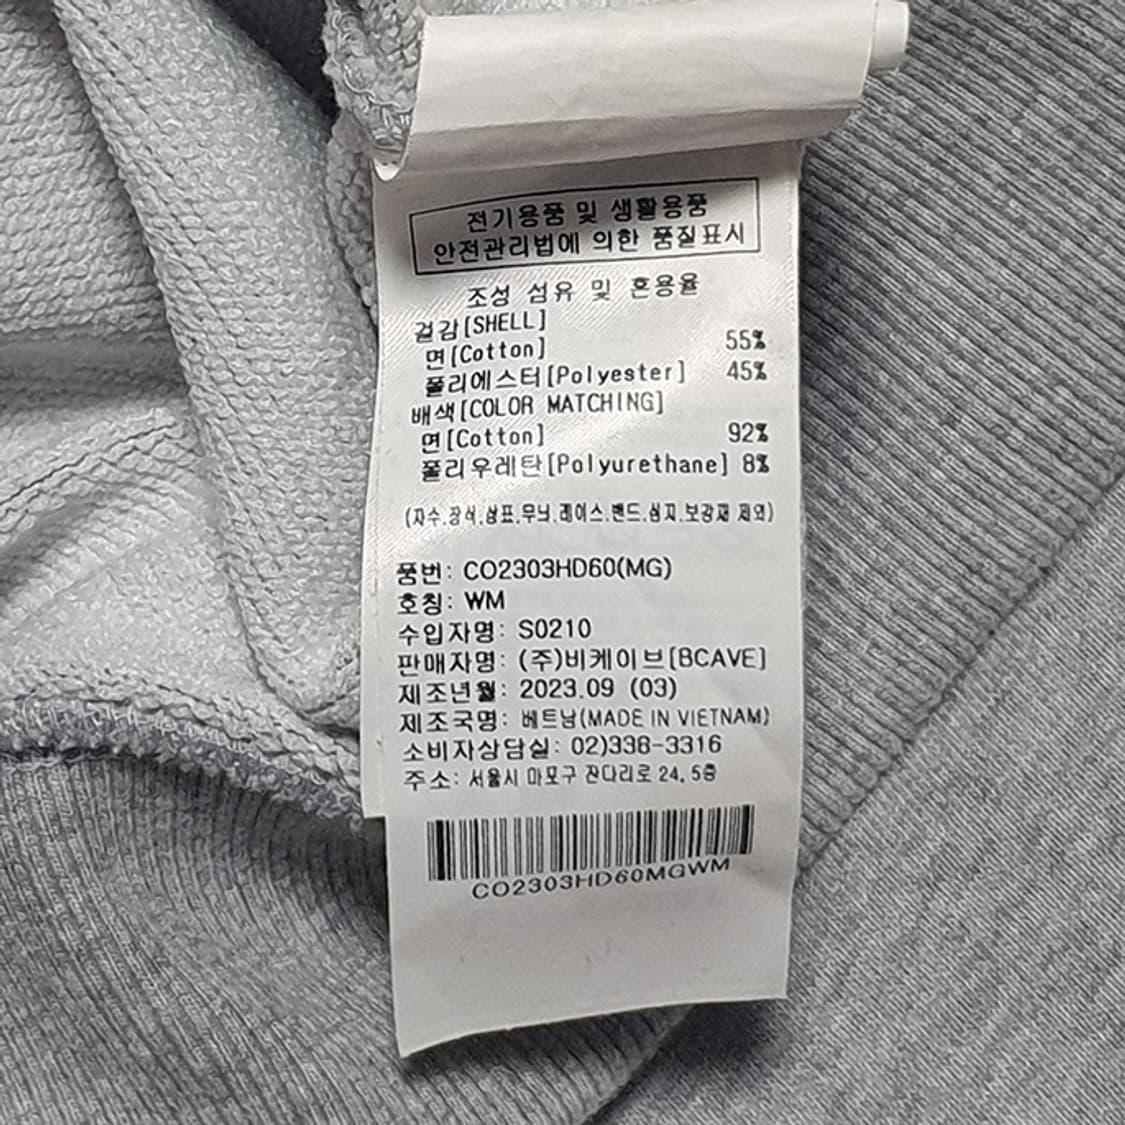 전기용품 및 생활용품
안전관리법에 의한 품질표시
조성 섬유 및 혼용율
겉감[SHELL]
면[Cotton] 55%
폴리에스터[Polyester] 45%
배색[COLOR MATCHING]
면[Cotton] 92%
폴리우레탄[Polyurethane] 8%
(자수.장식.상표.무늬.레이스.밴드.심지.보강재 제외)
품번: CO2303HD60(MG)
호칭: WM
수입자명: S0210
판매자명: (주)비케이브[BCAVE]
제조년월: 2023.09 (03)
제조국명: 베트남(MADE IN VIETNAM)
소비자상담실: 02)338-3316
주소: 서울시 마포구 잔다리로 24, 5층
CO2303HD60MGWM